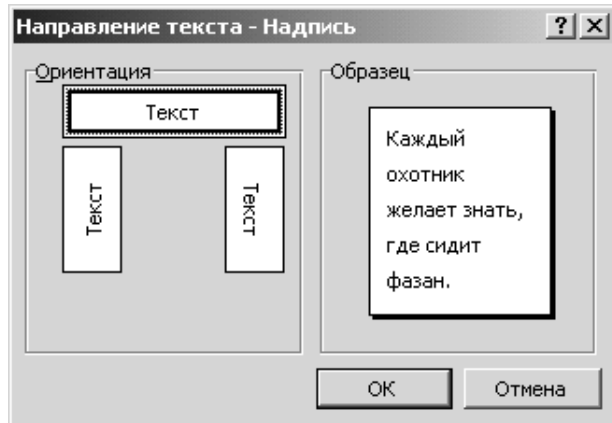 Направление текста - Надпись
Ориентация
Текст
Текст
Текст
Образец
Каждый
охотник
желает знать,
где сидит
фазан.
ОК
Отмена